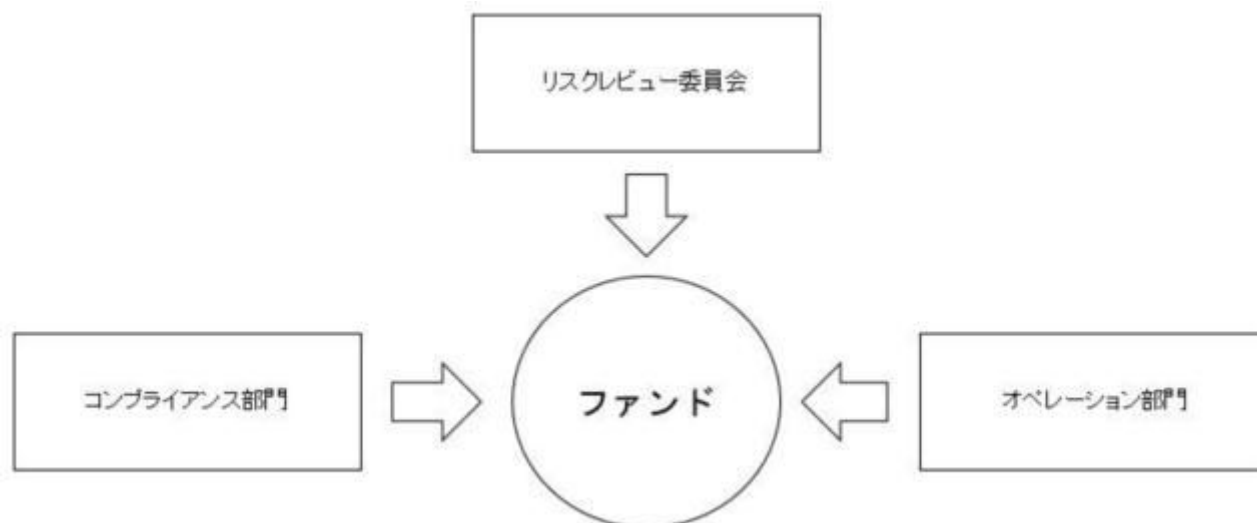 リスクレビュー委員会
コンプライアンス部門
ファンド
オペレーション部門